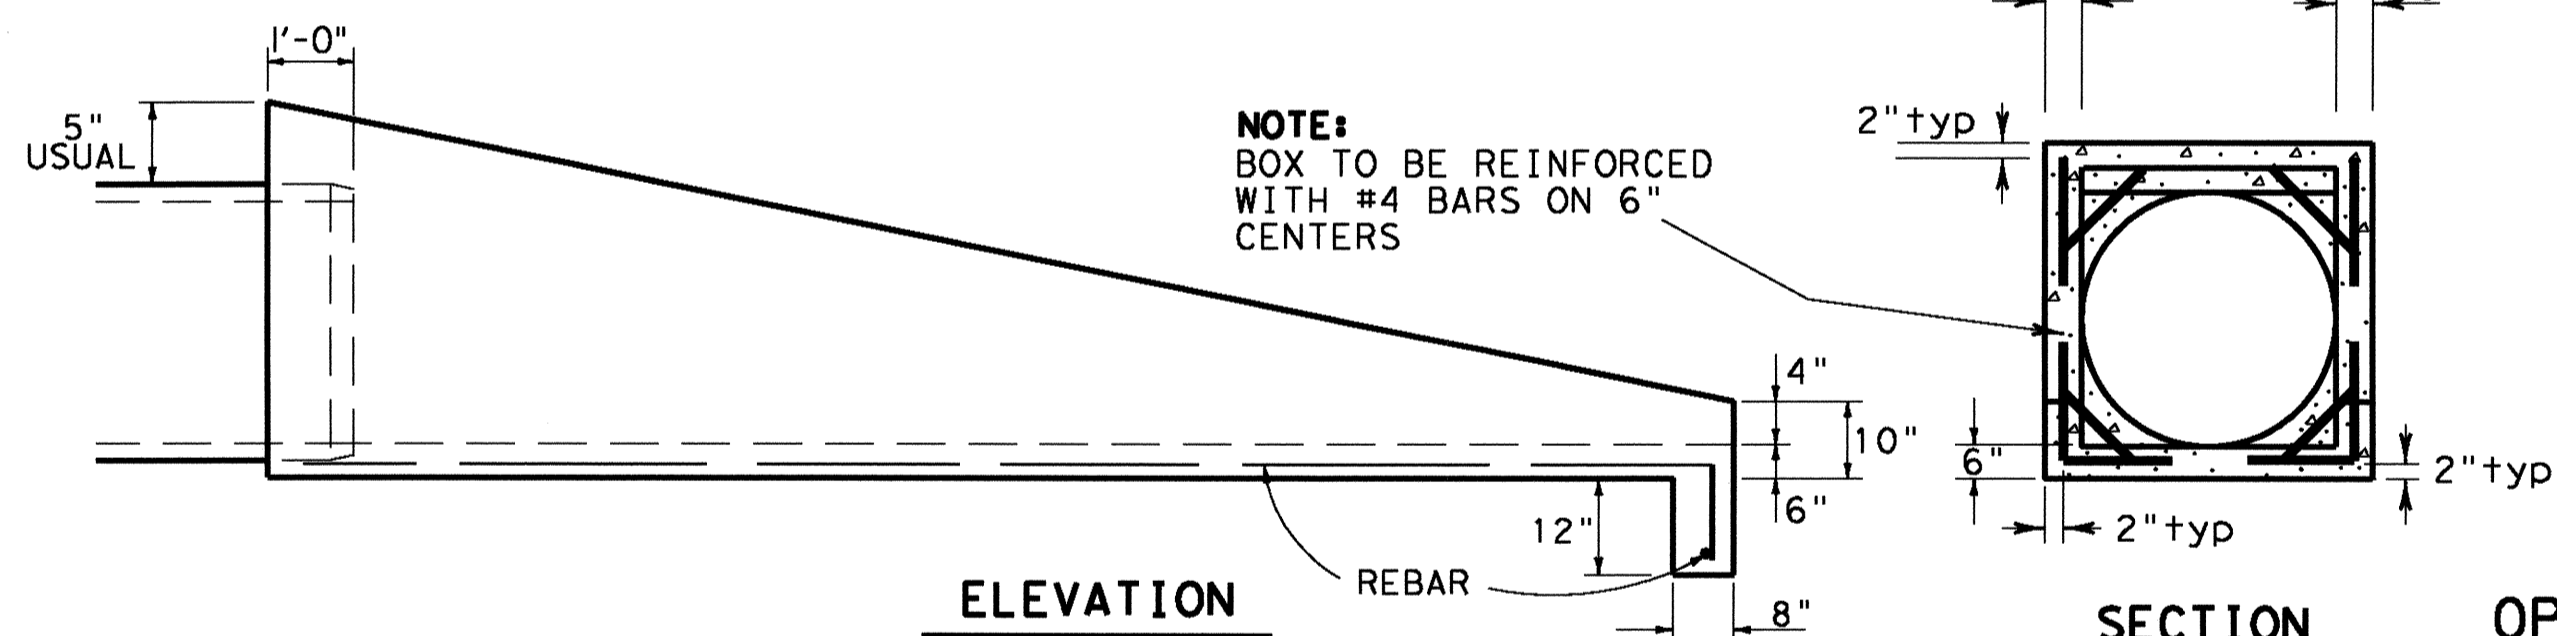 1'-0"
5"
USUAL
NOTE:
BOX TO BE REINFORCED
WITH #4 BARS ON 6"
CENTERS
2"typ
4"
10"
6"
12"
REBAR
8"
ELEVATION
6"
2"typ
2"typ
SECTION
OP